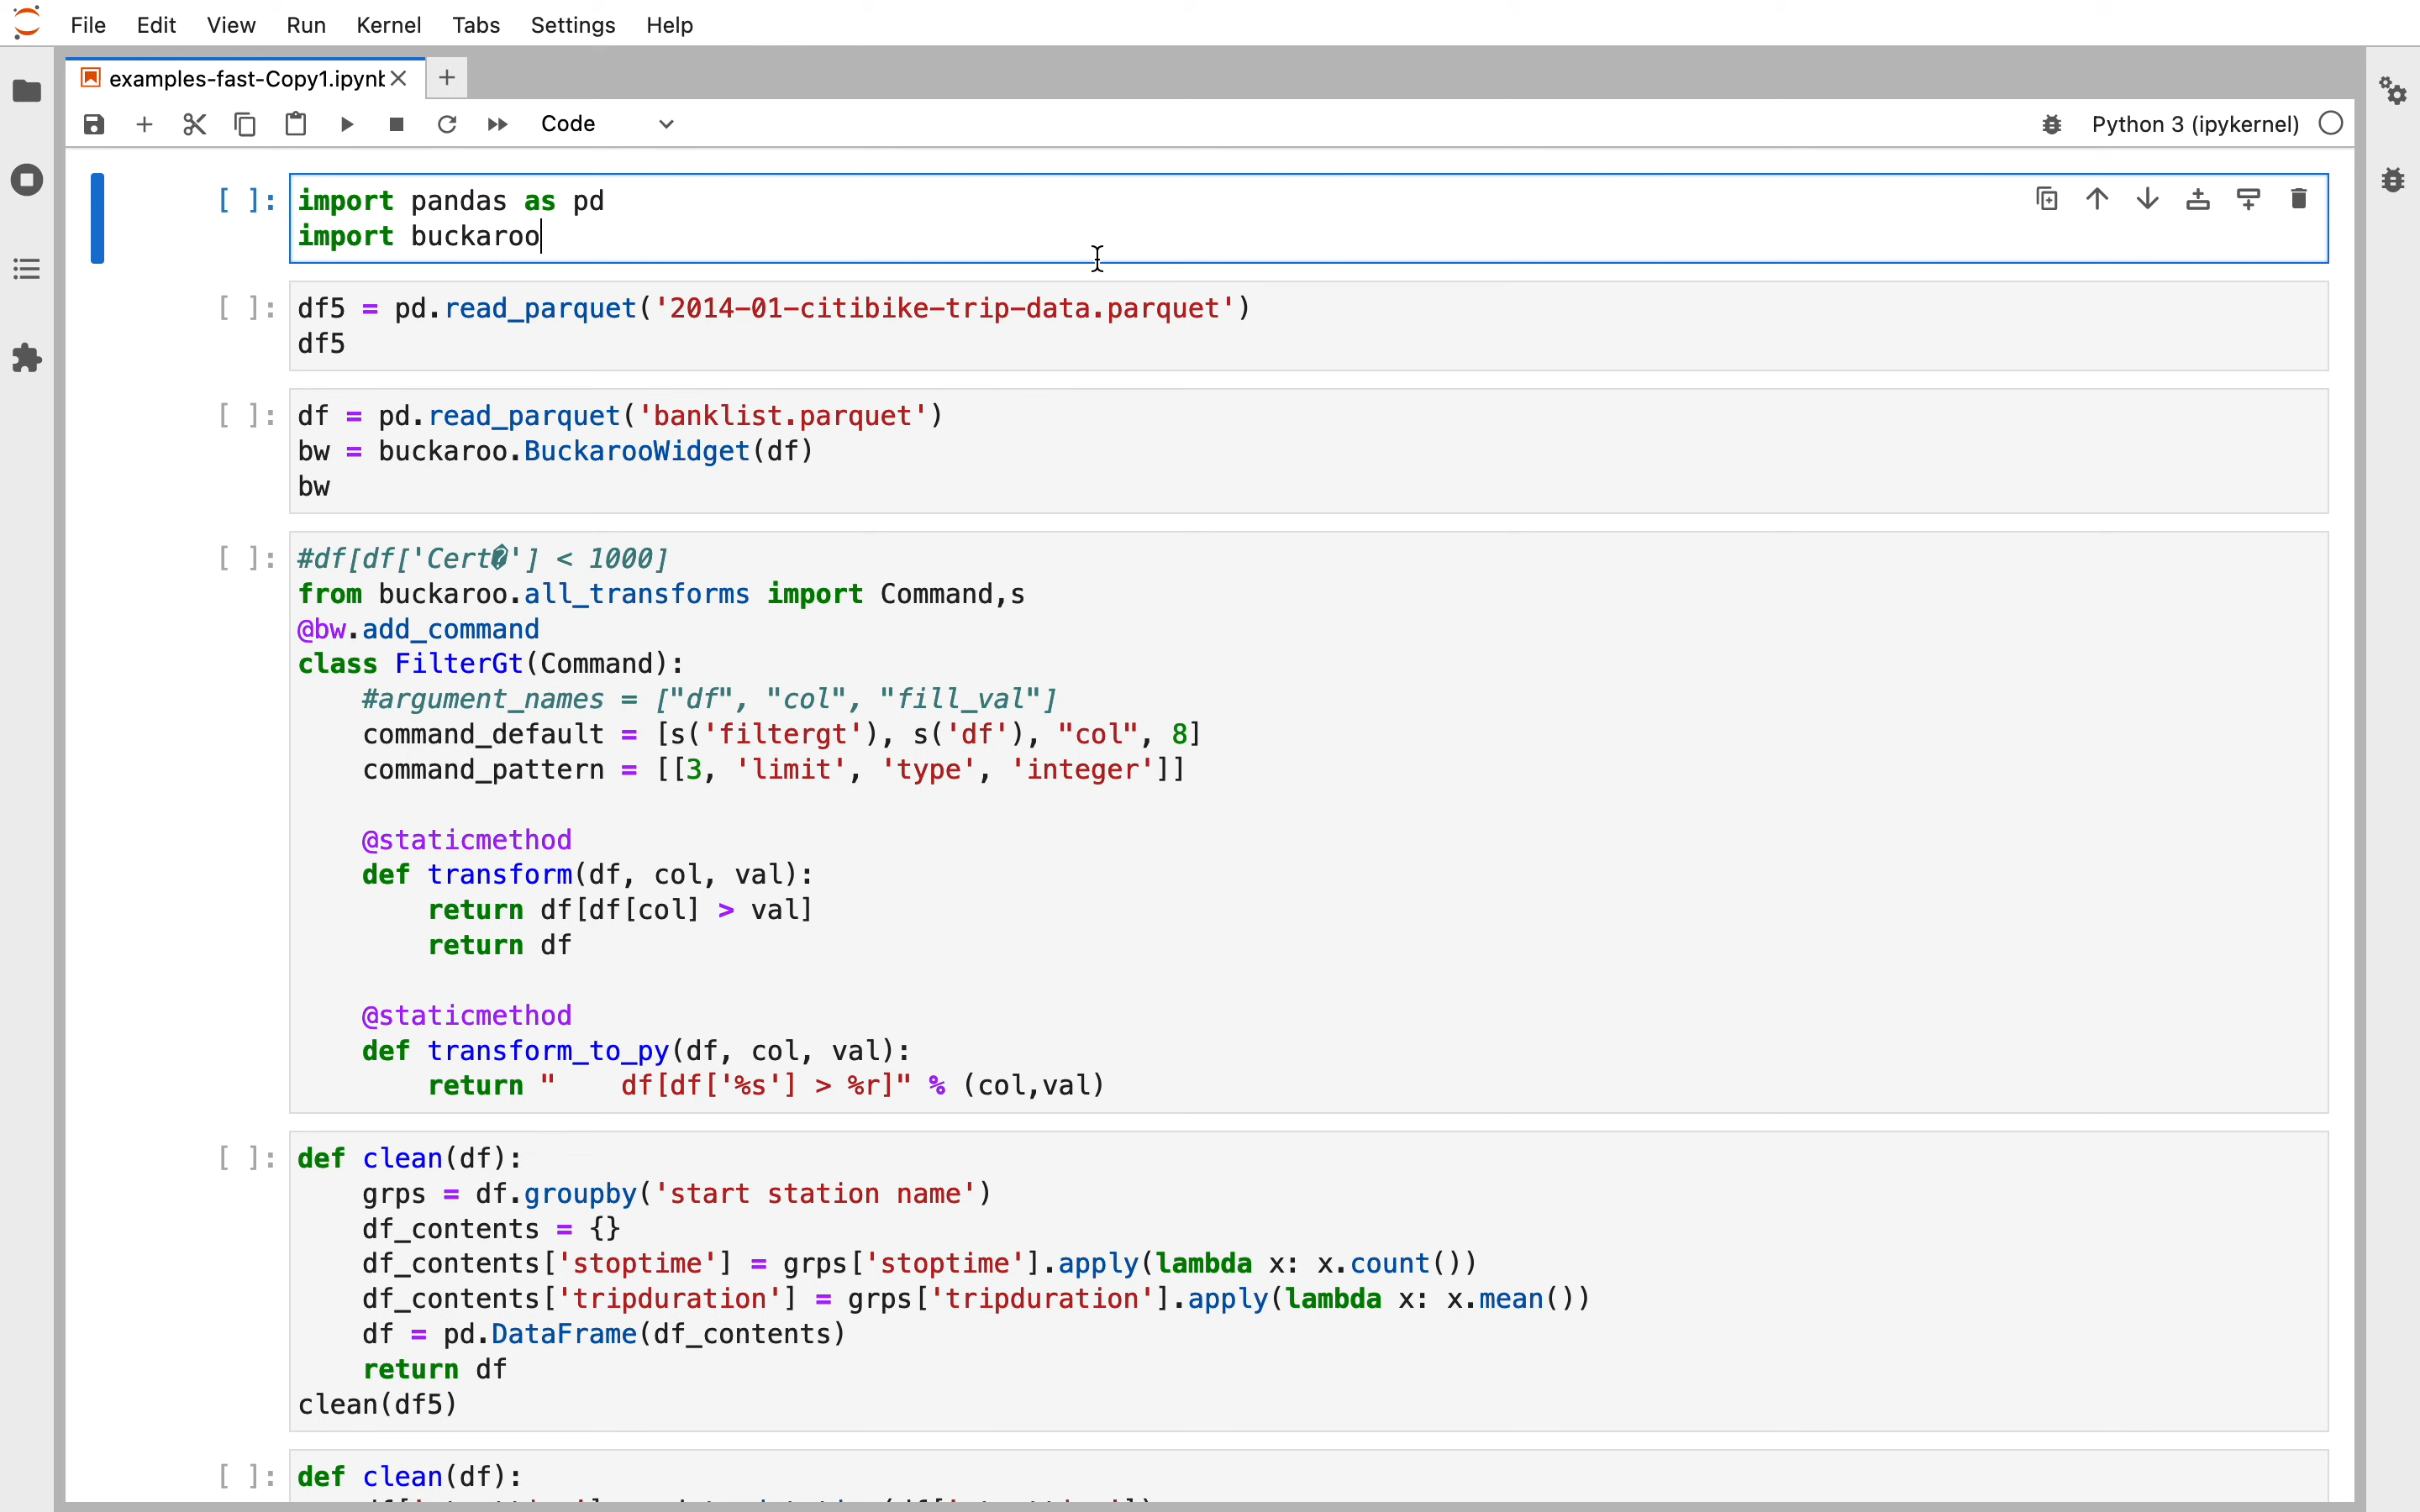 File Edit View Run Kernel Tabs Settings Help
examples-fast-Copy1.ipynb
Code
Python 3 (ipykernel)
[ ]: import pandas as pd
import buckaroo
[ ]: df5 = pd.read_parquet('2014-01-citibike-trip-data.parquet')
df5
[ ]: df = pd.read_parquet('banklist.parquet')
bw = buckaroo.BuckarooWidget(df)
bw
[ ]: #df[df['Cert�'] < 1000]
from buckaroo.all_transforms import Command,s
@bw.add_command
class FilterGt(Command):
    #argument_names = ["df", "col", "fill_val"]
    command_default = [s('filtergt'), s('df'), "col", 8]
    command_pattern = [[3, 'limit', 'type', 'integer']]
    @staticmethod
    def transform(df, col, val):
        return df[df[col] > val]
        return df
    @staticmethod
    def transform_to_py(df, col, val):
        return "    df[df['%s'] > %r]" % (col,val)
[ ]: def clean(df):
    grps = df.groupby('start station name')
    df_contents = {}
    df_contents['stoptime'] = grps['stoptime'].apply(lambda x: x.count())
    df_contents['tripduration'] = grps['tripduration'].apply(lambda x: x.mean())
    df = pd.DataFrame(df_contents)
    return df
clean(df5)
[ ]: def clean(df):